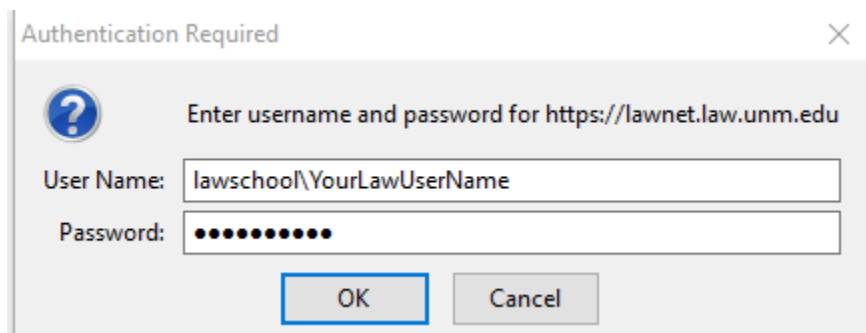 Authentication Required
Enter username and password for https://lawnet.law.unm.edu
User Name: lawschool\YourLawUserName
Password: ●●●●●●●●●●
OK Cancel